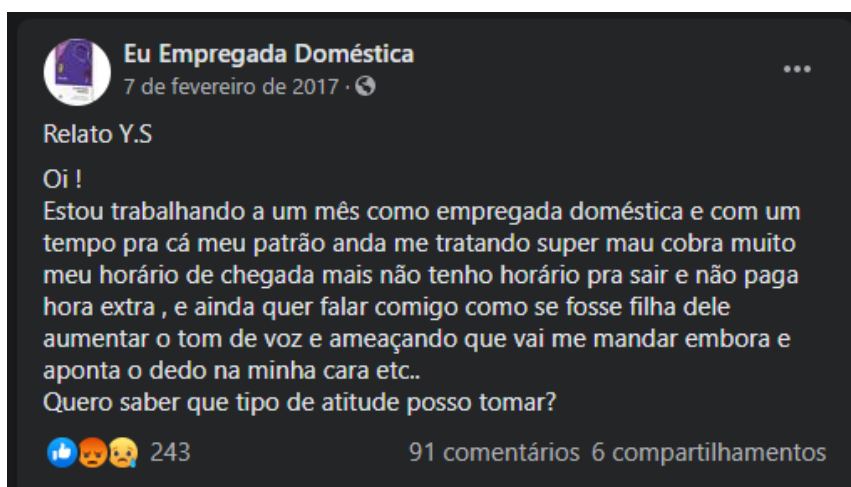 Eu Empregada Doméstica
7 de fevereiro de 2017 ·
Relato Y.S
Oi !
Estou trabalhando a um mês como empregada doméstica e com um
tempo pra cá meu patrão anda me tratando super mau cobra muito
meu horário de chegada mais não tenho horário pra sair e não paga
hora extra , e ainda quer falar comigo como se fosse filha dele
aumentar o tom de voz e ameaçando que vai me mandar embora e
aponta o dedo na minha cara etc..
Quero saber que tipo de atitude posso tomar?
243 91 comentários 6 compartilhamentos